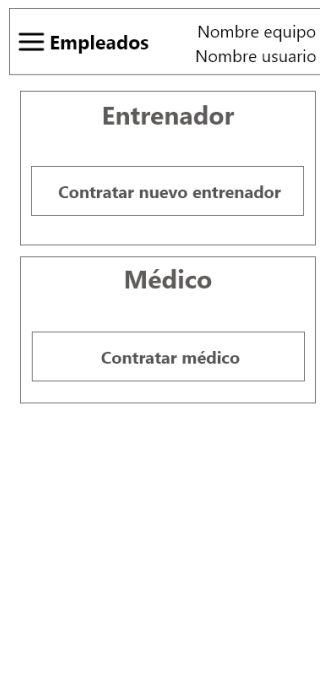 Empleados
Nombre equipo
Nombre usuario
Entrenador
Contratar nuevo entrenador
Médico
Contratar médico